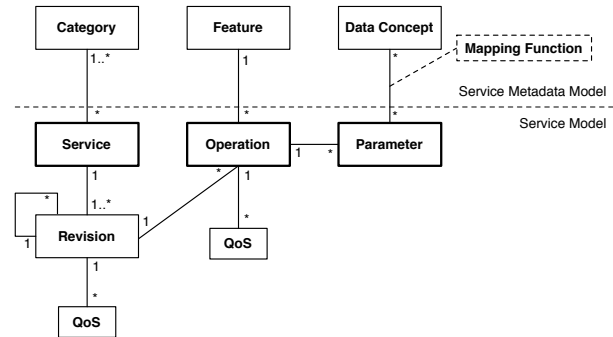 Category
Feature
Data Concept
1..*
1
*
Mapping Function
Service Metadata Model
*
*
*
Service Model
Service
Operation
1
*
Parameter
1
*
1
*
1..*
*
1
Revision
1
*
QoS
1
*
QoS